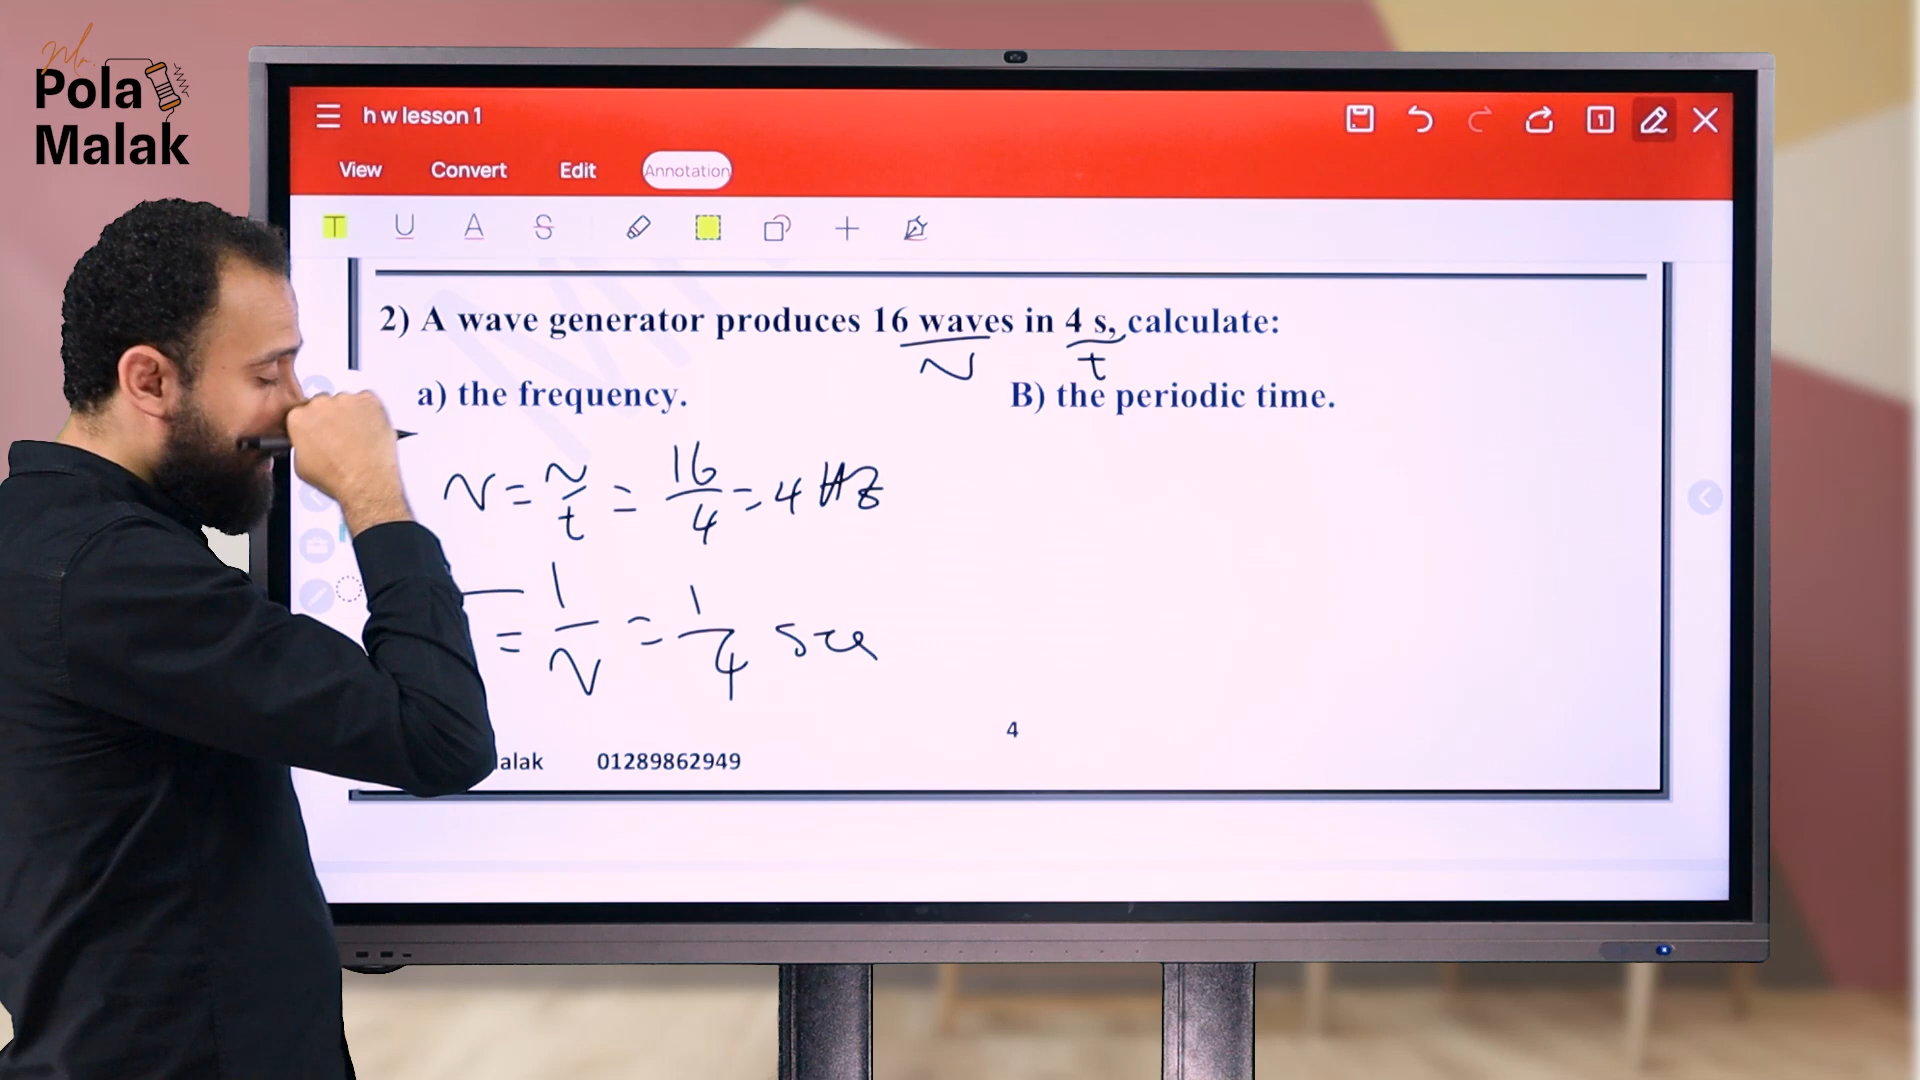 Mr.
Pola
Malak
h w lesson 1
View Convert Edit Annotation
T U A S
2) A wave generator produces 16 waves in 4 s, calculate:
N t
a) the frequency. B) the periodic time.
ν = N/t = 16/4 = 4 Hz
= 1/ν = 1/4 sec
4
alak 01289862949